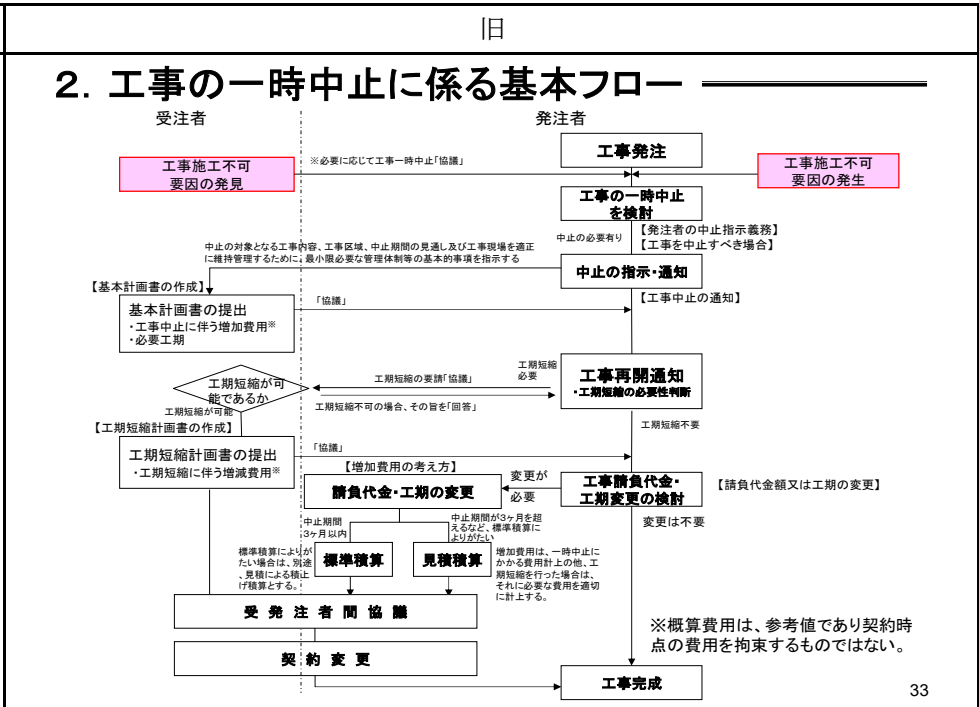 旧
２．工事の一時中止に係る基本フロー
受注者
発注者
工事発注
工事施工不可
要因の発見
※必要に応じて工事一時中止「協議」
工事施工不可
要因の発生
工事の一時中止
を検討
中止の必要有り
【発注者の中止指示義務】
【工事を中止すべき場合】
中止の対象となる工事内容、工事区域、中止期間の見通し及び工事現場を適正
に維持管理するために、最小限必要な管理体制等の基本的事項を指示する
中止の指示・通知
【基本計画書の作成】
【工事中止の通知】
基本計画書の提出
・工事中止に伴う増加費用※
・必要工期
「協議」
工期短縮が可
能であるか
工期短縮の要請「協議」
工期短縮
必要
工事再開通知
・工期短縮の必要性判断
工期短縮不可の場合、その旨を「回答」
工期短縮が可能
【工期短縮計画書の作成】
工期短縮不要
工期短縮計画書の提出
・工期短縮に伴う増減費用※
「協議」
【増加費用の考え方】
請負代金・工期の変更
変更が
必要
工事請負代金・
工期変更の検討
【請負代金額又は工期の変更】
変更は不要
中止期間
3ヶ月以内
中止期間が3ヶ月を超
えるなど、標準積算に
よりがたい
標準積算によりが
たい場合は、別途
、見積による積上
げ積算とする。
標準積算
見積積算
増加費用は、一時中止に
かかる費用計上の他、工
期短縮を行った場合は、
それに必要な費用を適切
に計上する。
受発注者間協議
※概算費用は、参考値であり契約時
点の費用を拘束するものではない。
契約変更
工事完成
33